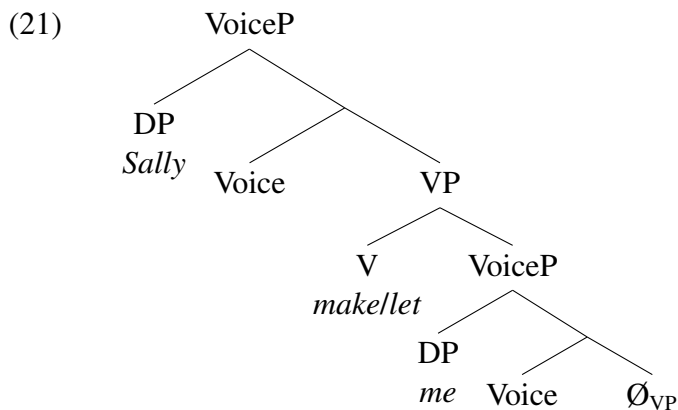 (21) VoiceP
DP
Sally
Voice VP
V VoiceP
make/let
DP
me Voice Ø_VP